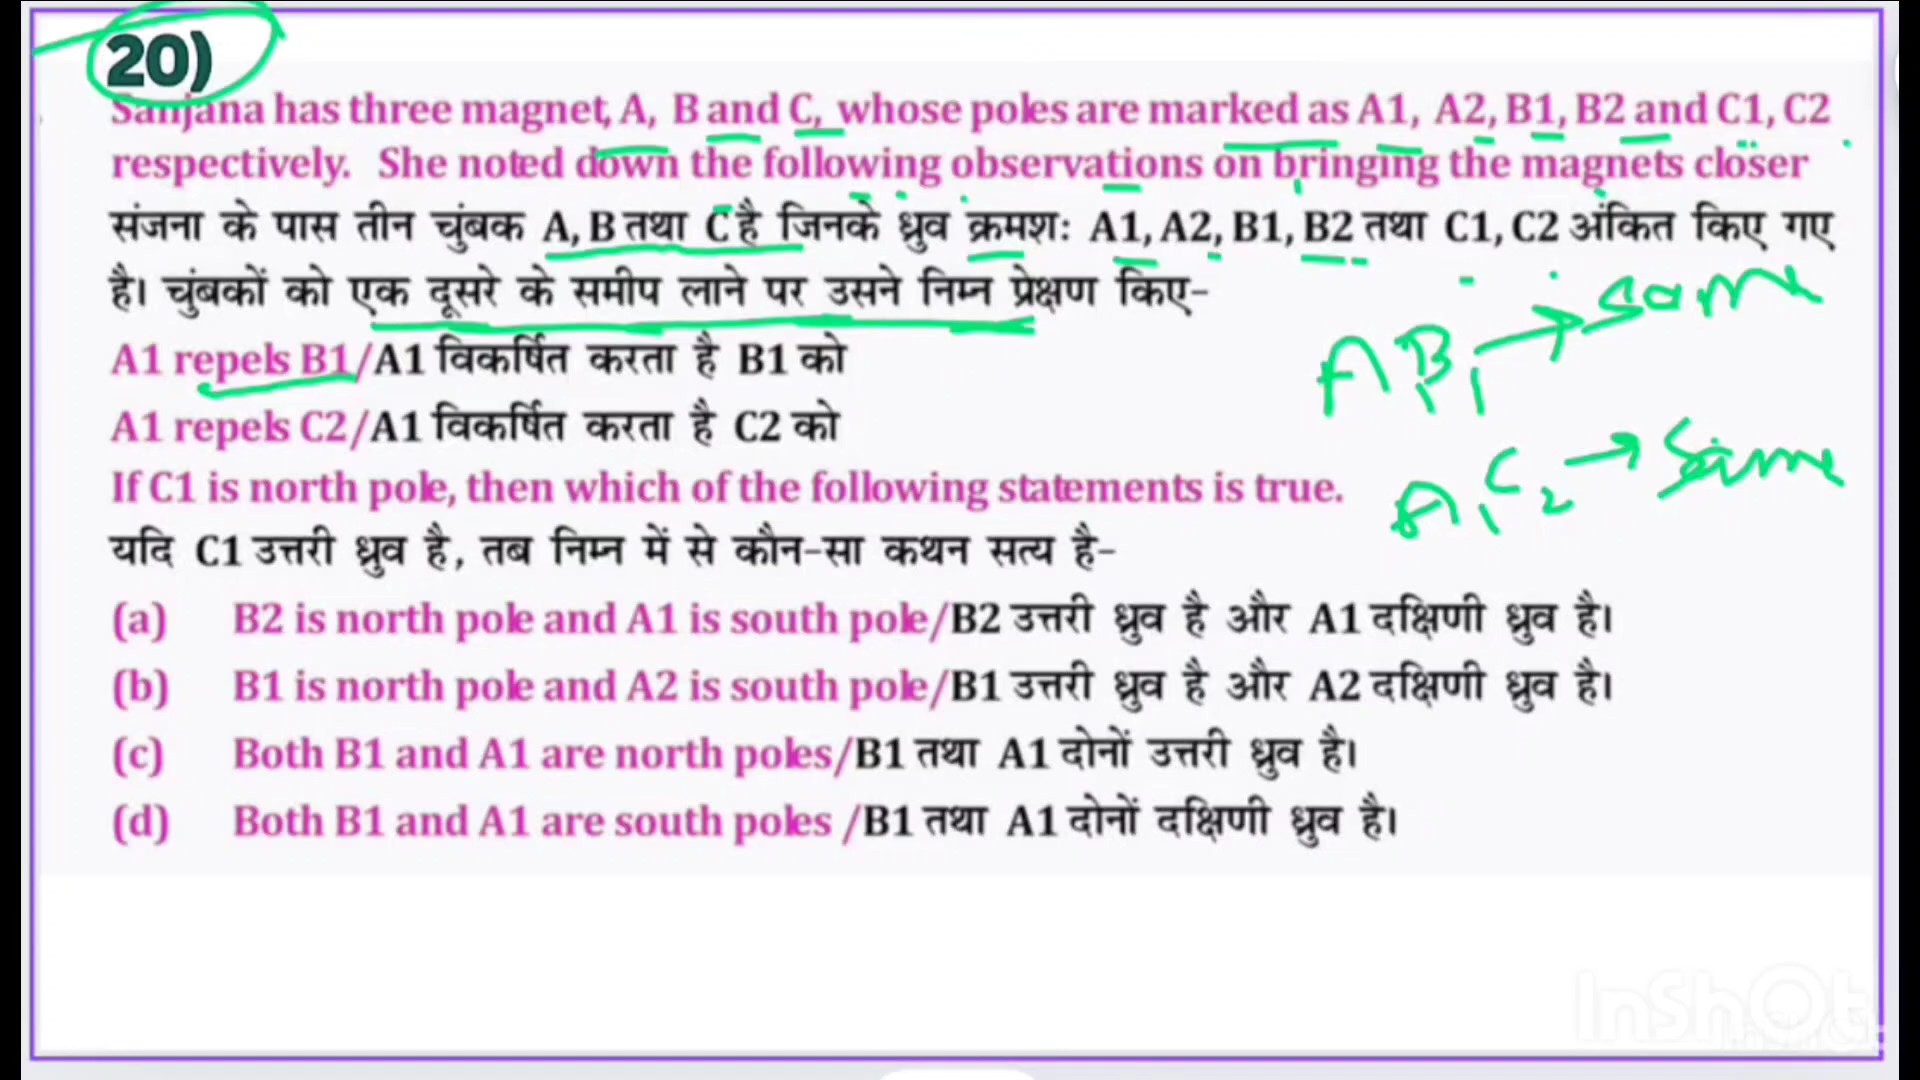 20)
Sanjana has three magnet, A, B and C, whose poles are marked as A1, A2, B1, B2 and C1, C2
respectively. She noted down the following observations on bringing the magnets closer
संजना के पास तीन चुंबक A, B तथा C है जिनके ध्रुव क्रमश: A1, A2, B1, B2 तथा C1, C2 अंकित किए गए
है। चुंबकों को एक दूसरे के समीप लाने पर उसने निम्न प्रेक्षण किए-
A1 repels B1/A1 विकर्षित करता है B1 को
A1B1 → Same
A1 repels C2/A1 विकर्षित करता है C2 को
A1C2 → Same
If C1 is north pole, then which of the following statements is true.
यदि C1 उत्तरी ध्रुव है, तब निम्न में से कौन-सा कथन सत्य है-
(a) B2 is north pole and A1 is south pole/B2 उत्तरी ध्रुव है और A1 दक्षिणी ध्रुव है।
(b) B1 is north pole and A2 is south pole/B1 उत्तरी ध्रुव है और A2 दक्षिणी ध्रुव है।
(c) Both B1 and A1 are north poles/B1 तथा A1 दोनों उत्तरी ध्रुव है।
(d) Both B1 and A1 are south poles /B1 तथा A1 दोनों दक्षिणी ध्रुव है।
InShOt